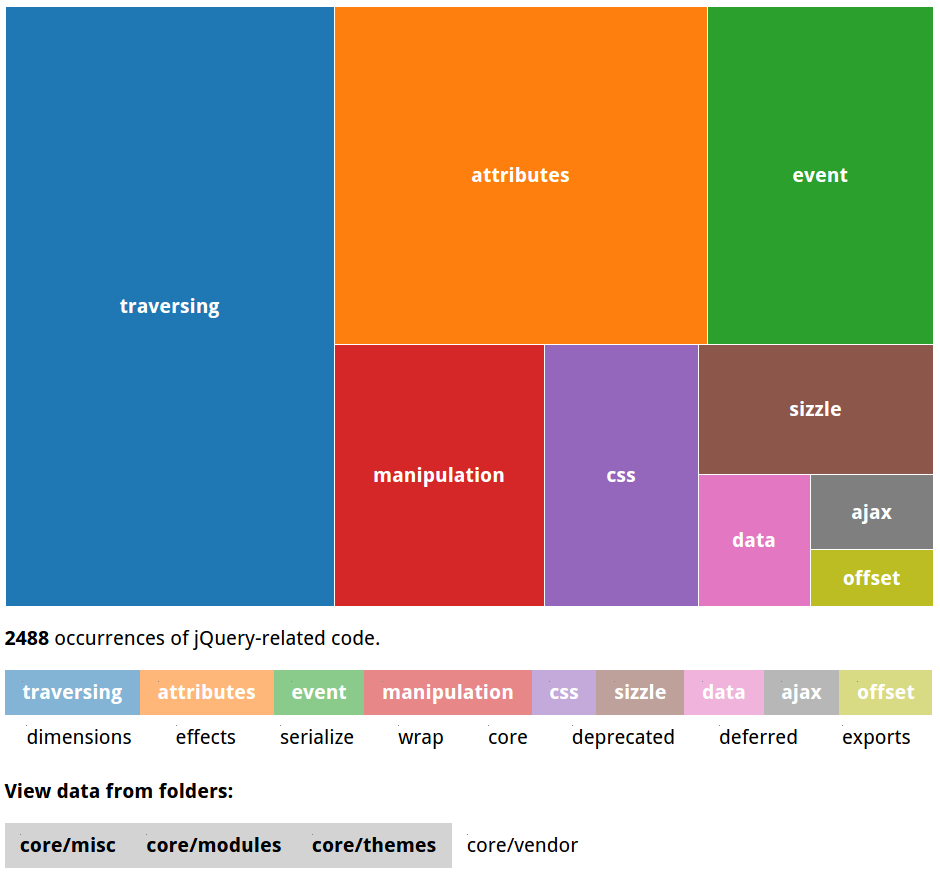 attributes
event
traversing
sizzle
manipulation
css
ajax
data
offset
2488 occurrences of jQuery-related code.
traversing attributes event manipulation css sizzle data ajax offset
dimensions effects serialize wrap core deprecated deferred exports
View data from folders:
core/misc core/modules core/themes core/vendor